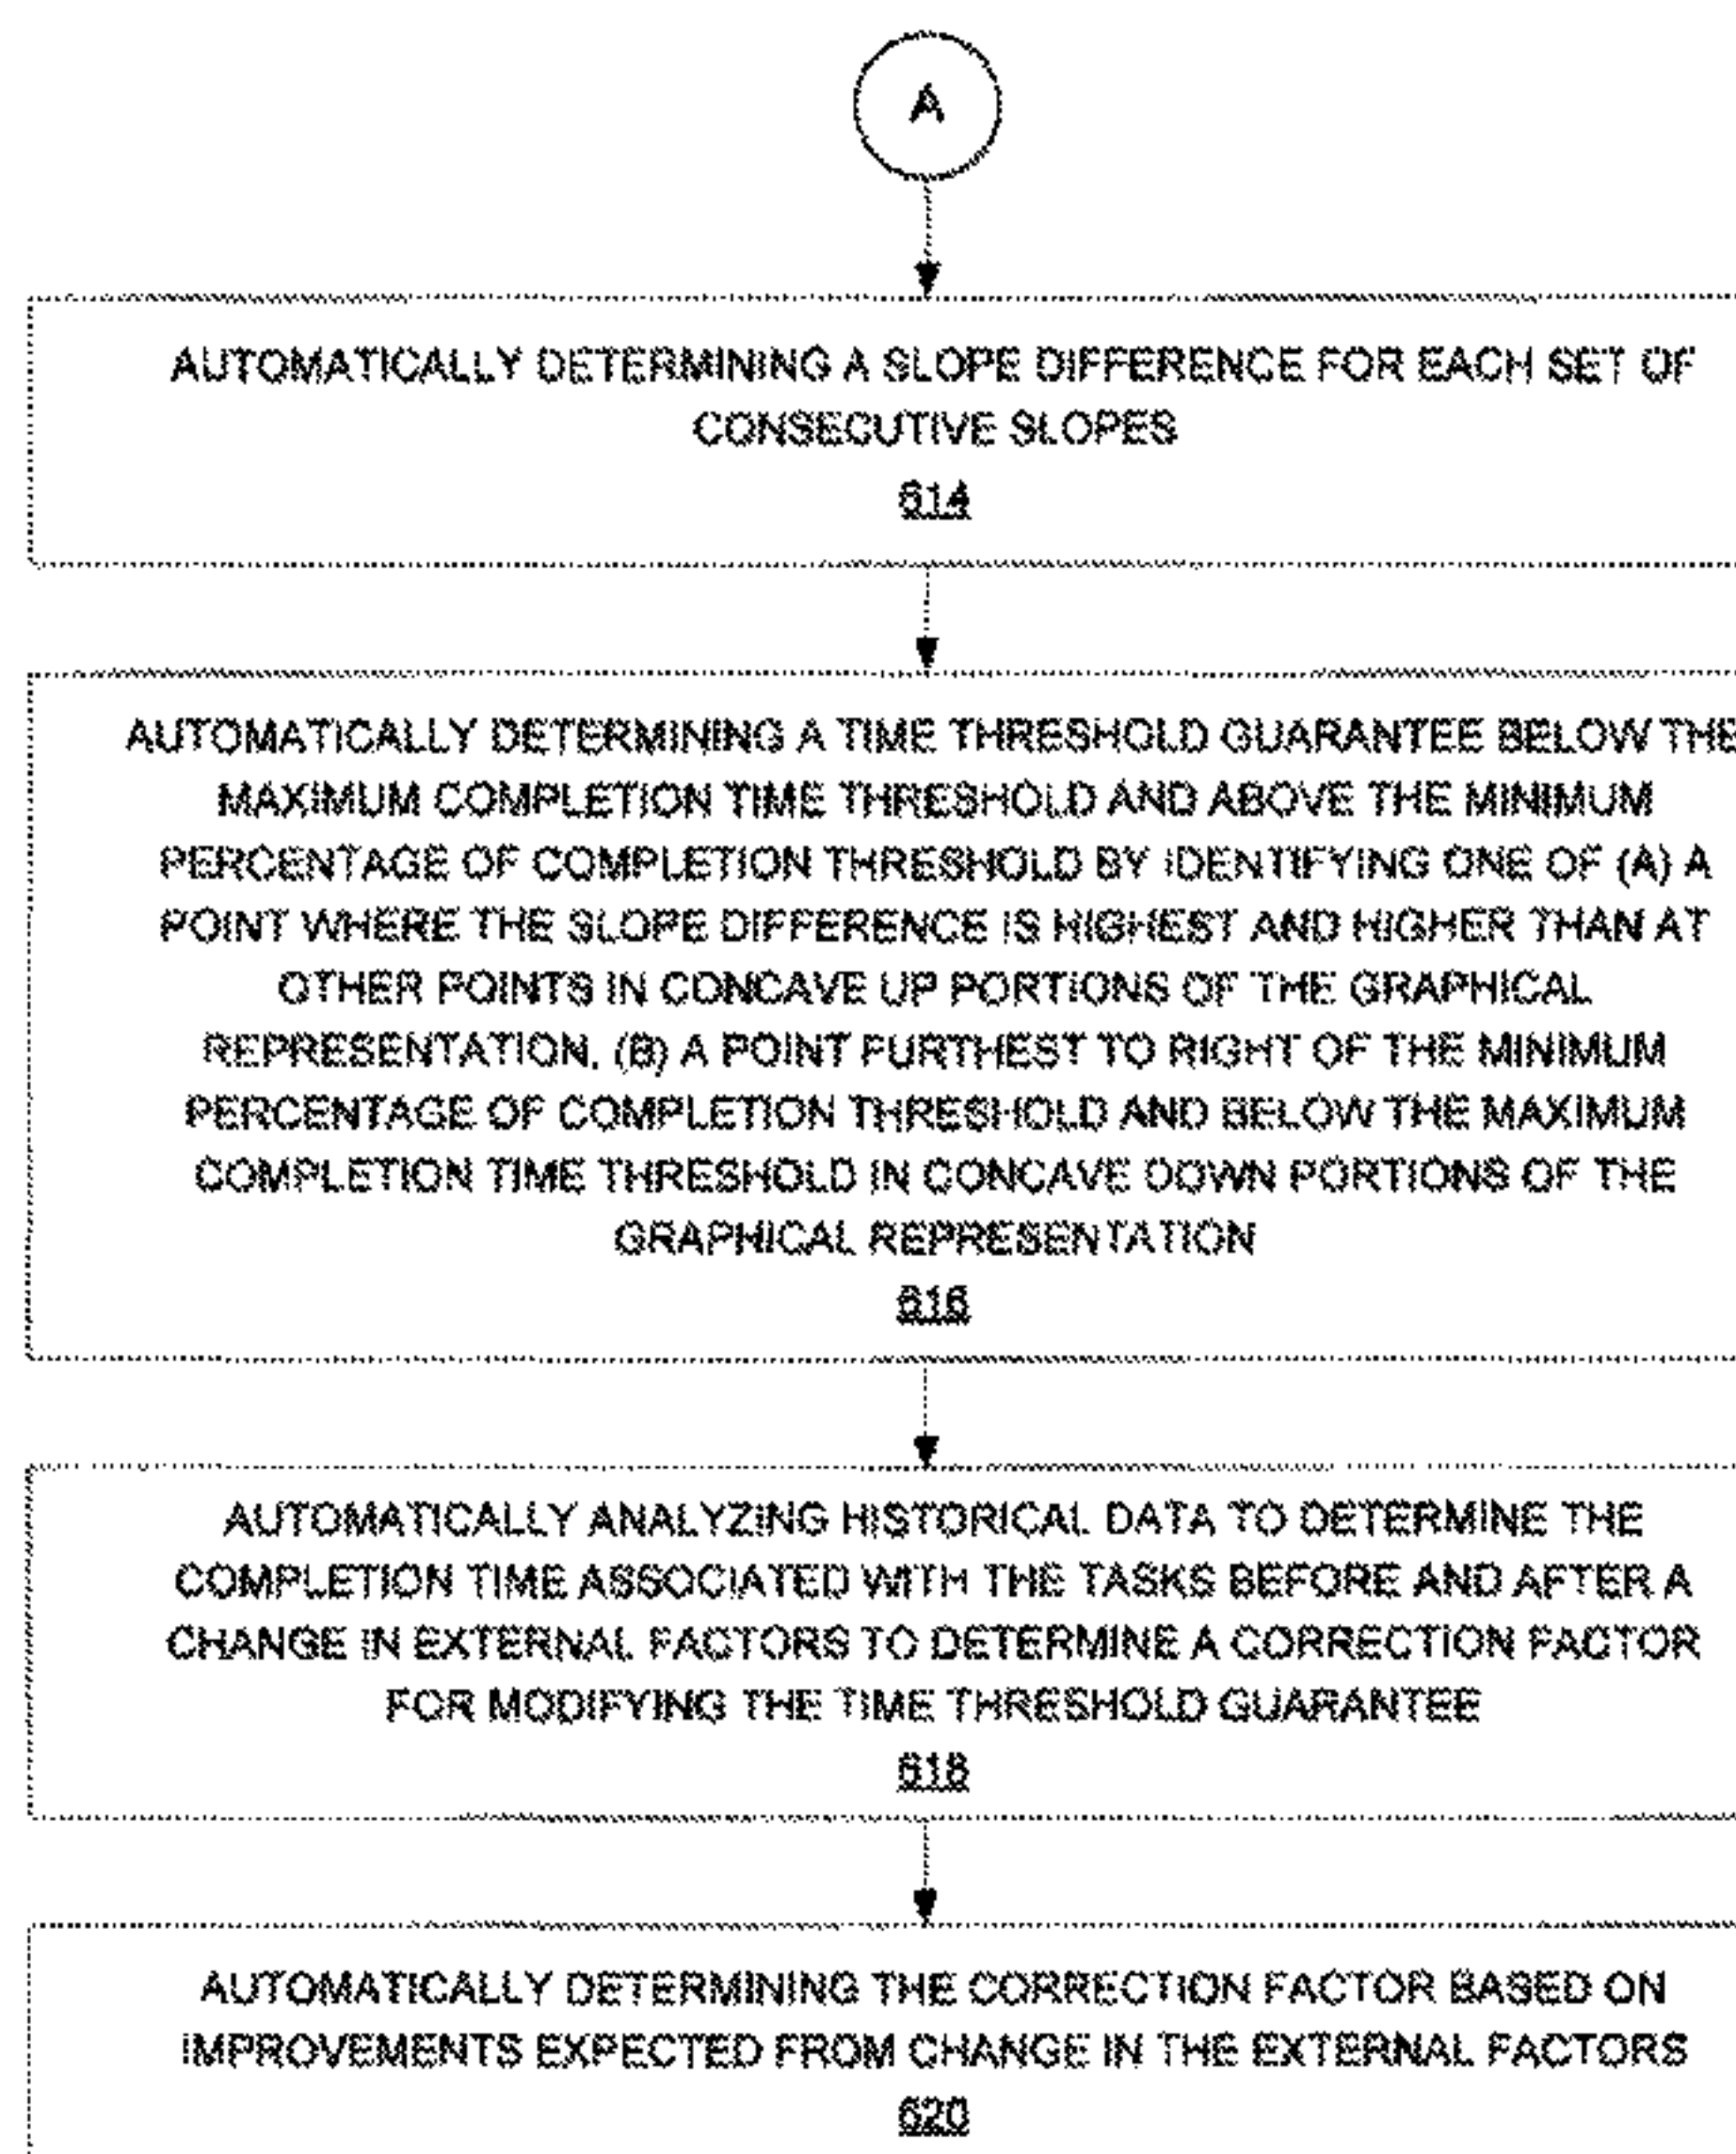 A
AUTOMATICALLY DETERMINING A SLOPE DIFFERENCE FOR EACH SET OF
CONSECUTIVE SLOPES
614
AUTOMATICALLY DETERMINING A TIME THRESHOLD GUARANTEE BELOW THE
MAXIMUM COMPLETION TIME THRESHOLD AND ABOVE THE MINIMUM
PERCENTAGE OF COMPLETION THRESHOLD BY IDENTIFYING ONE OF (A) A
POINT WHERE THE SLOPE DIFFERENCE IS HIGHEST AND HIGHER THAN AT
OTHER POINTS IN CONCAVE UP PORTIONS OF THE GRAPHICAL
REPRESENTATION, (B) A POINT FURTHEST TO RIGHT OF THE MINIMUM
PERCENTAGE OF COMPLETION THRESHOLD AND BELOW THE MAXIMUM
COMPLETION TIME THRESHOLD IN CONCAVE DOWN PORTIONS OF THE
GRAPHICAL REPRESENTATION
616
AUTOMATICALLY ANALYZING HISTORICAL DATA TO DETERMINE THE
COMPLETION TIME ASSOCIATED WITH THE TASKS BEFORE AND AFTER A
CHANGE IN EXTERNAL FACTORS TO DETERMINE A CORRECTION FACTOR
FOR MODIFYING THE TIME THRESHOLD GUARANTEE
618
AUTOMATICALLY DETERMINING THE CORRECTION FACTOR BASED ON
IMPROVEMENTS EXPECTED FROM CHANGE IN THE EXTERNAL FACTORS
620